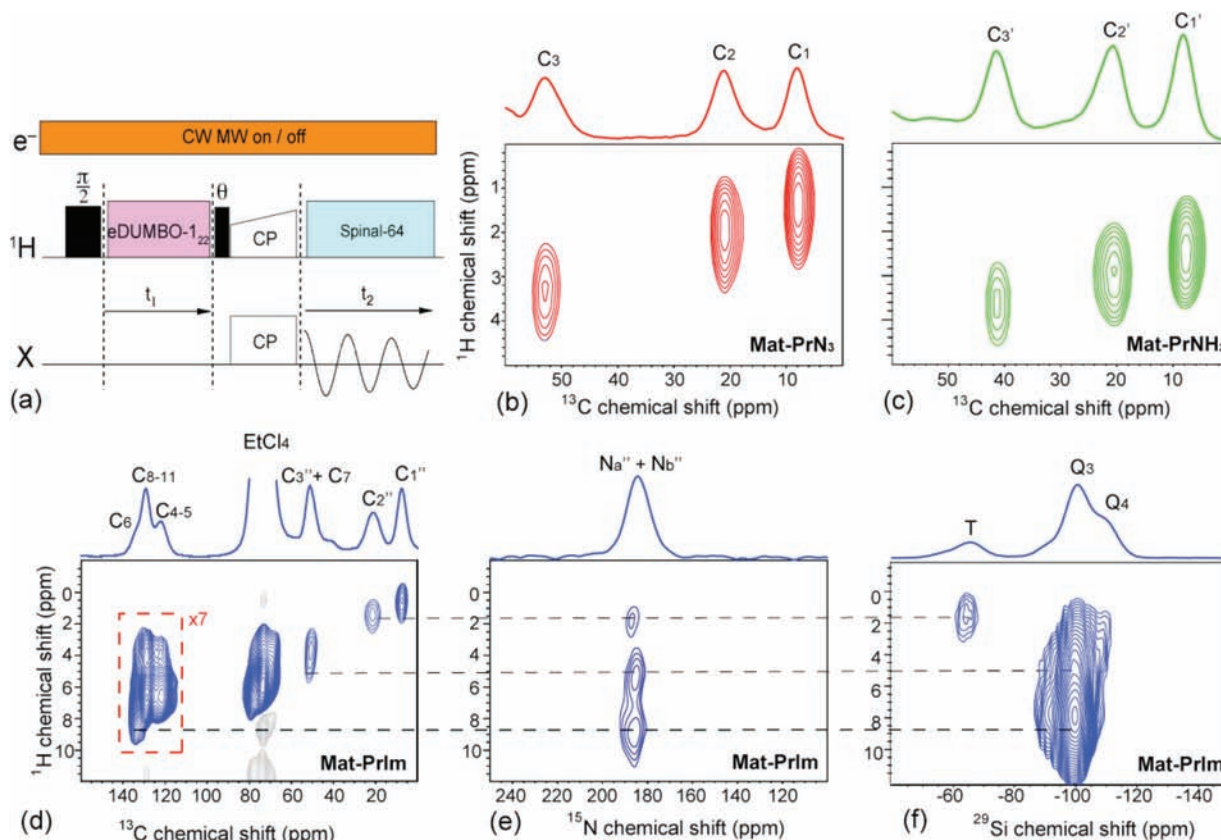 e⁻
CW MW on / off
π/2
θ
¹H
eDUMBO-1₂₂
CP
Spinal-64
t₁
t₂
X
CP
(a)
C₃
C₂
C₁
1
2
3
4
¹H chemical shift (ppm)
Mat-PrN₃
50 40 30 20 10
¹³C chemical shift (ppm)
(b)
C₃'
C₂'
C₁'
Mat-PrNH₂
50 40 30 20 10
¹³C chemical shift (ppm)
(c)
EtCl₄
C₈₋₁₁
C₆
C₄₋₅
C₃''+ C₇
C₂''
C₁''
x7
0
2
4
6
8
10
¹H chemical shift (ppm)
Mat-PrIm
140 120 100 80 60 40 20
¹³C chemical shift (ppm)
(d)
Nₐ'' + N_b''
0
2
4
6
8
10
Mat-PrIm
240 200 160 120
¹⁵N chemical shift (ppm)
(e)
T
Q₃
Q₄
0
2
4
6
8
10
Mat-PrIm
-60 -80 -100 -120 -140
²⁹Si chemical shift (ppm)
(f)